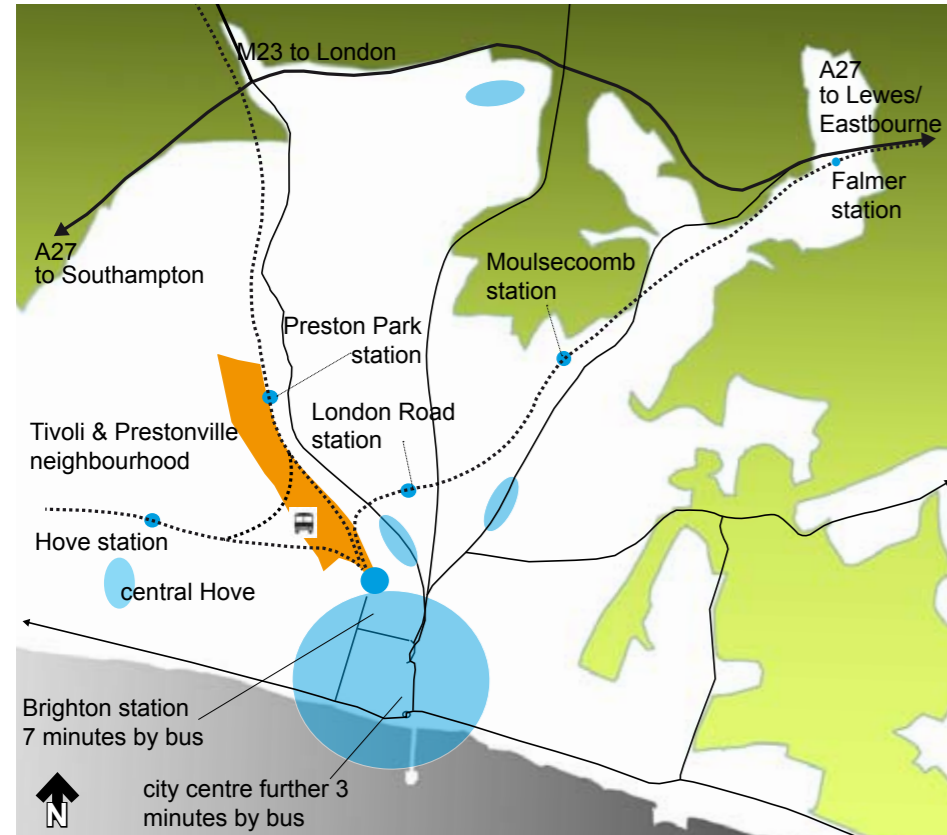 M23 to London
A27
to Lewes/
Eastbourne
Falmer
station
A27
to Southampton
Moulsecoomb
station
Preston Park
station
London Road
station
Tivoli & Prestonville
neighbourhood
Hove station
central Hove
Brighton station
7 minutes by bus
city centre further 3
minutes by bus
N